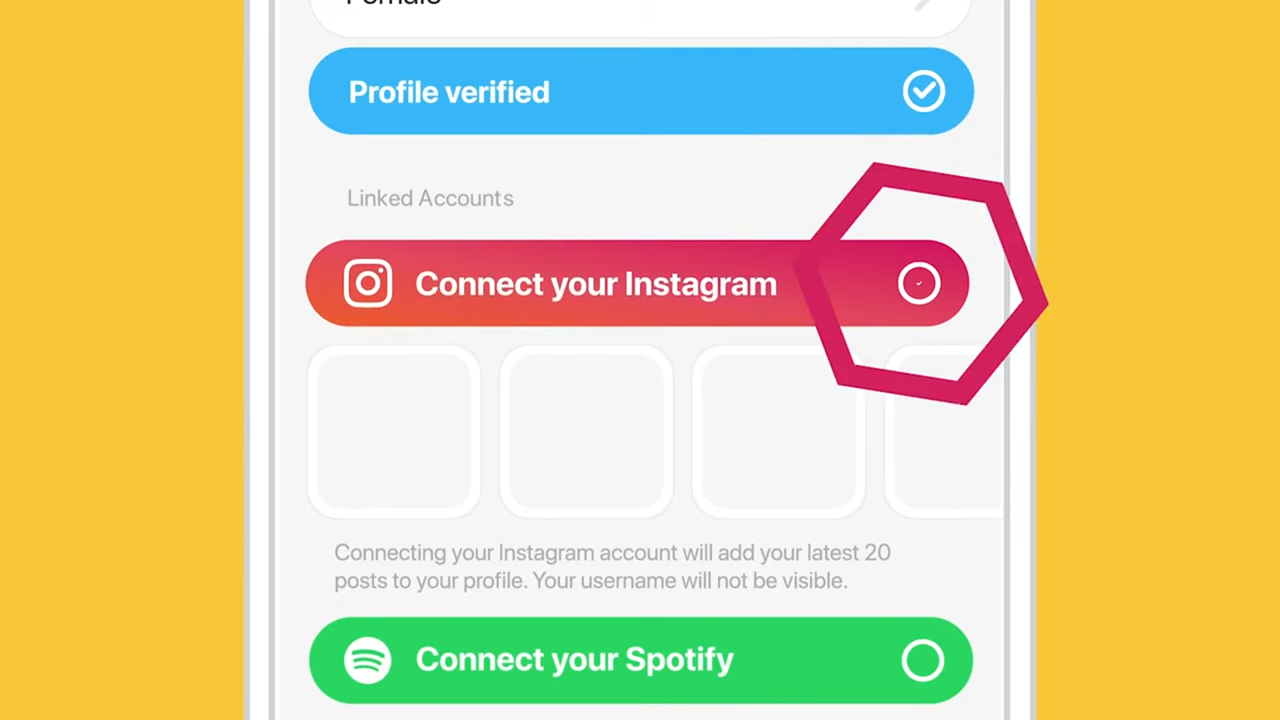 Female
Profile verified
Linked Accounts
Connect your Instagram
Connecting your Instagram account will add your latest 20
posts to your profile. Your username will not be visible.
Connect your Spotify